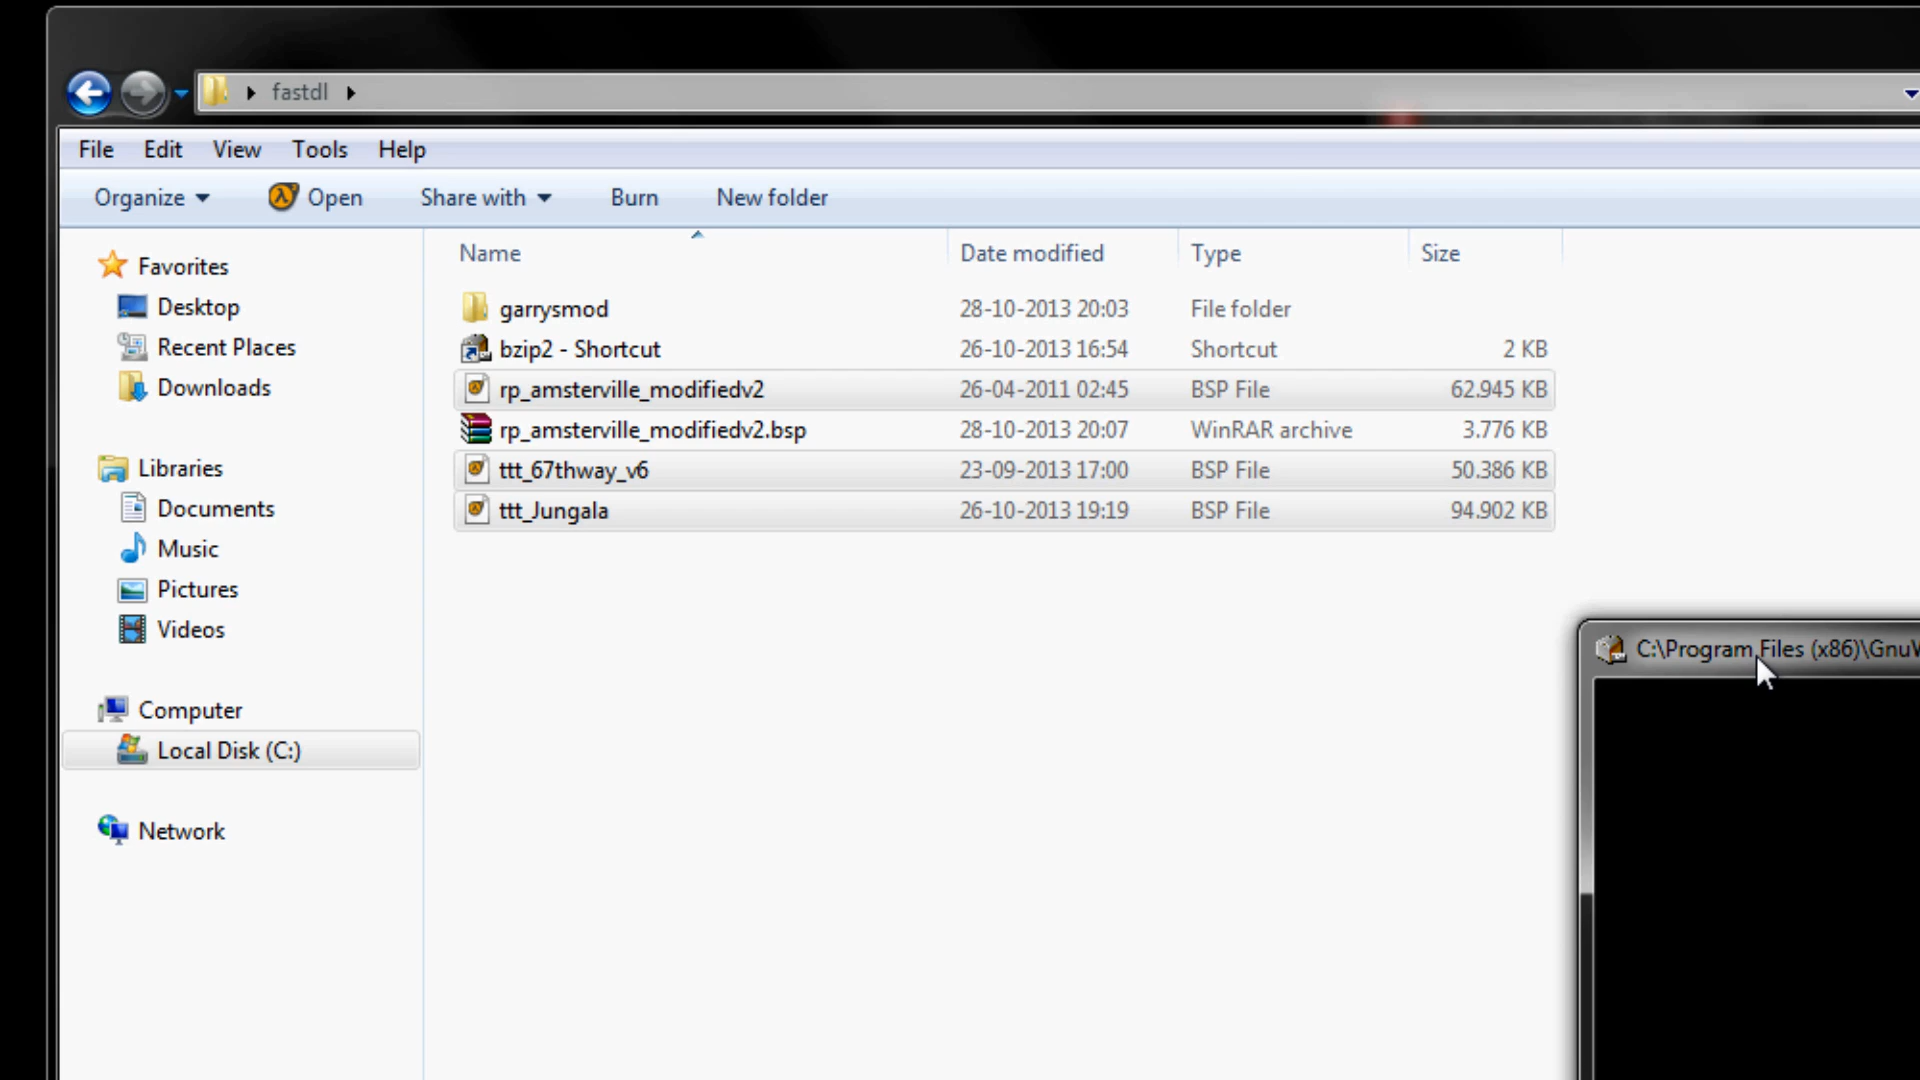 fastdl
File Edit View Tools Help
Organize Open Share with Burn New folder
Name Date modified Type Size
Favorites
Desktop
Recent Places
Downloads
Libraries
Documents
Music
Pictures
Videos
Computer
Local Disk (C:)
Network
garrysmod 28-10-2013 20:03 File folder
bzip2 - Shortcut 26-10-2013 16:54 Shortcut 2 KB
rp_amsterville_modifiedv2 26-04-2011 02:45 BSP File 62.945 KB
rp_amsterville_modifiedv2.bsp 28-10-2013 20:07 WinRAR archive 3.776 KB
ttt_67thway_v6 23-09-2013 17:00 BSP File 50.386 KB
ttt_Jungala 26-10-2013 19:19 BSP File 94.902 KB
C:\Program Files (x86)\GnuW